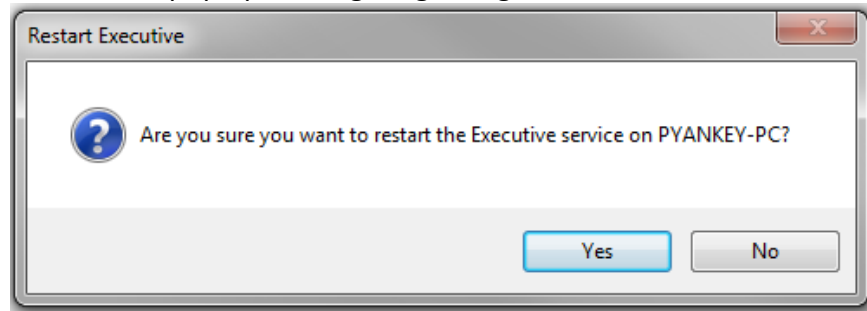 Restart Executive
Are you sure you want to restart the Executive service on PYANKEY-PC?
Yes No